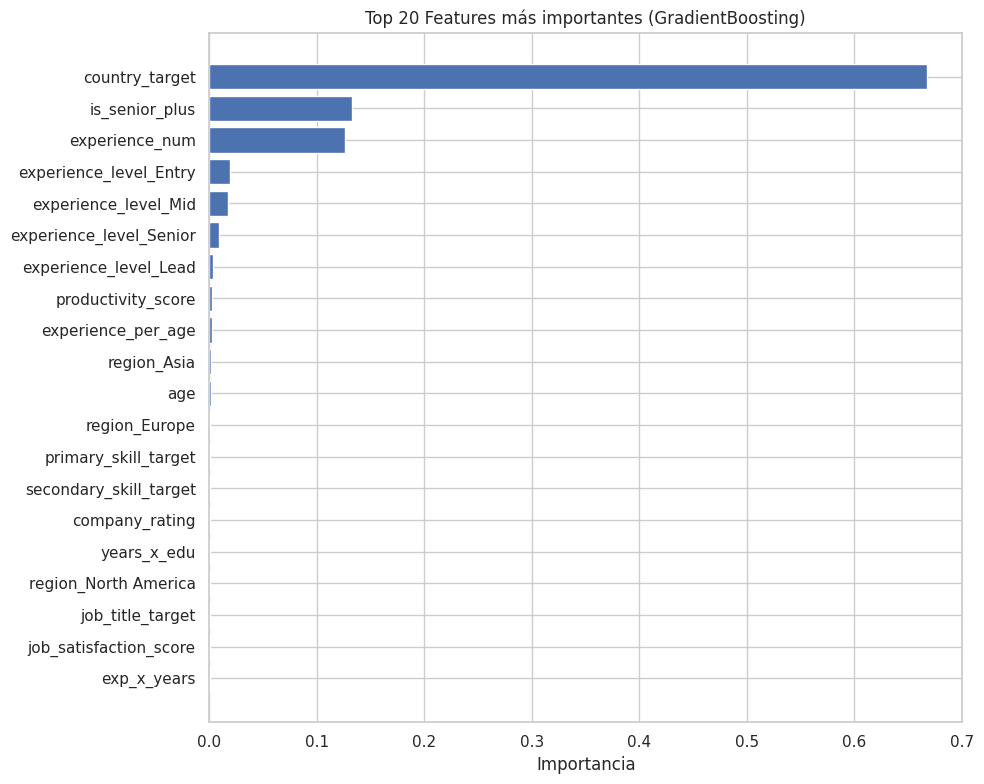 Top 20 Features más importantes (GradientBoosting)
country_target
is_senior_plus
experience_num
experience_level_Entry
experience_level_Mid
experience_level_Senior
experience_level_Lead
productivity_score
experience_per_age
region_Asia
age
region_Europe
primary_skill_target
secondary_skill_target
company_rating
years_x_edu
region_North America
job_title_target
job_satisfaction_score
exp_x_years
0.0 0.1 0.2 0.3 0.4 0.5 0.6 0.7
Importancia